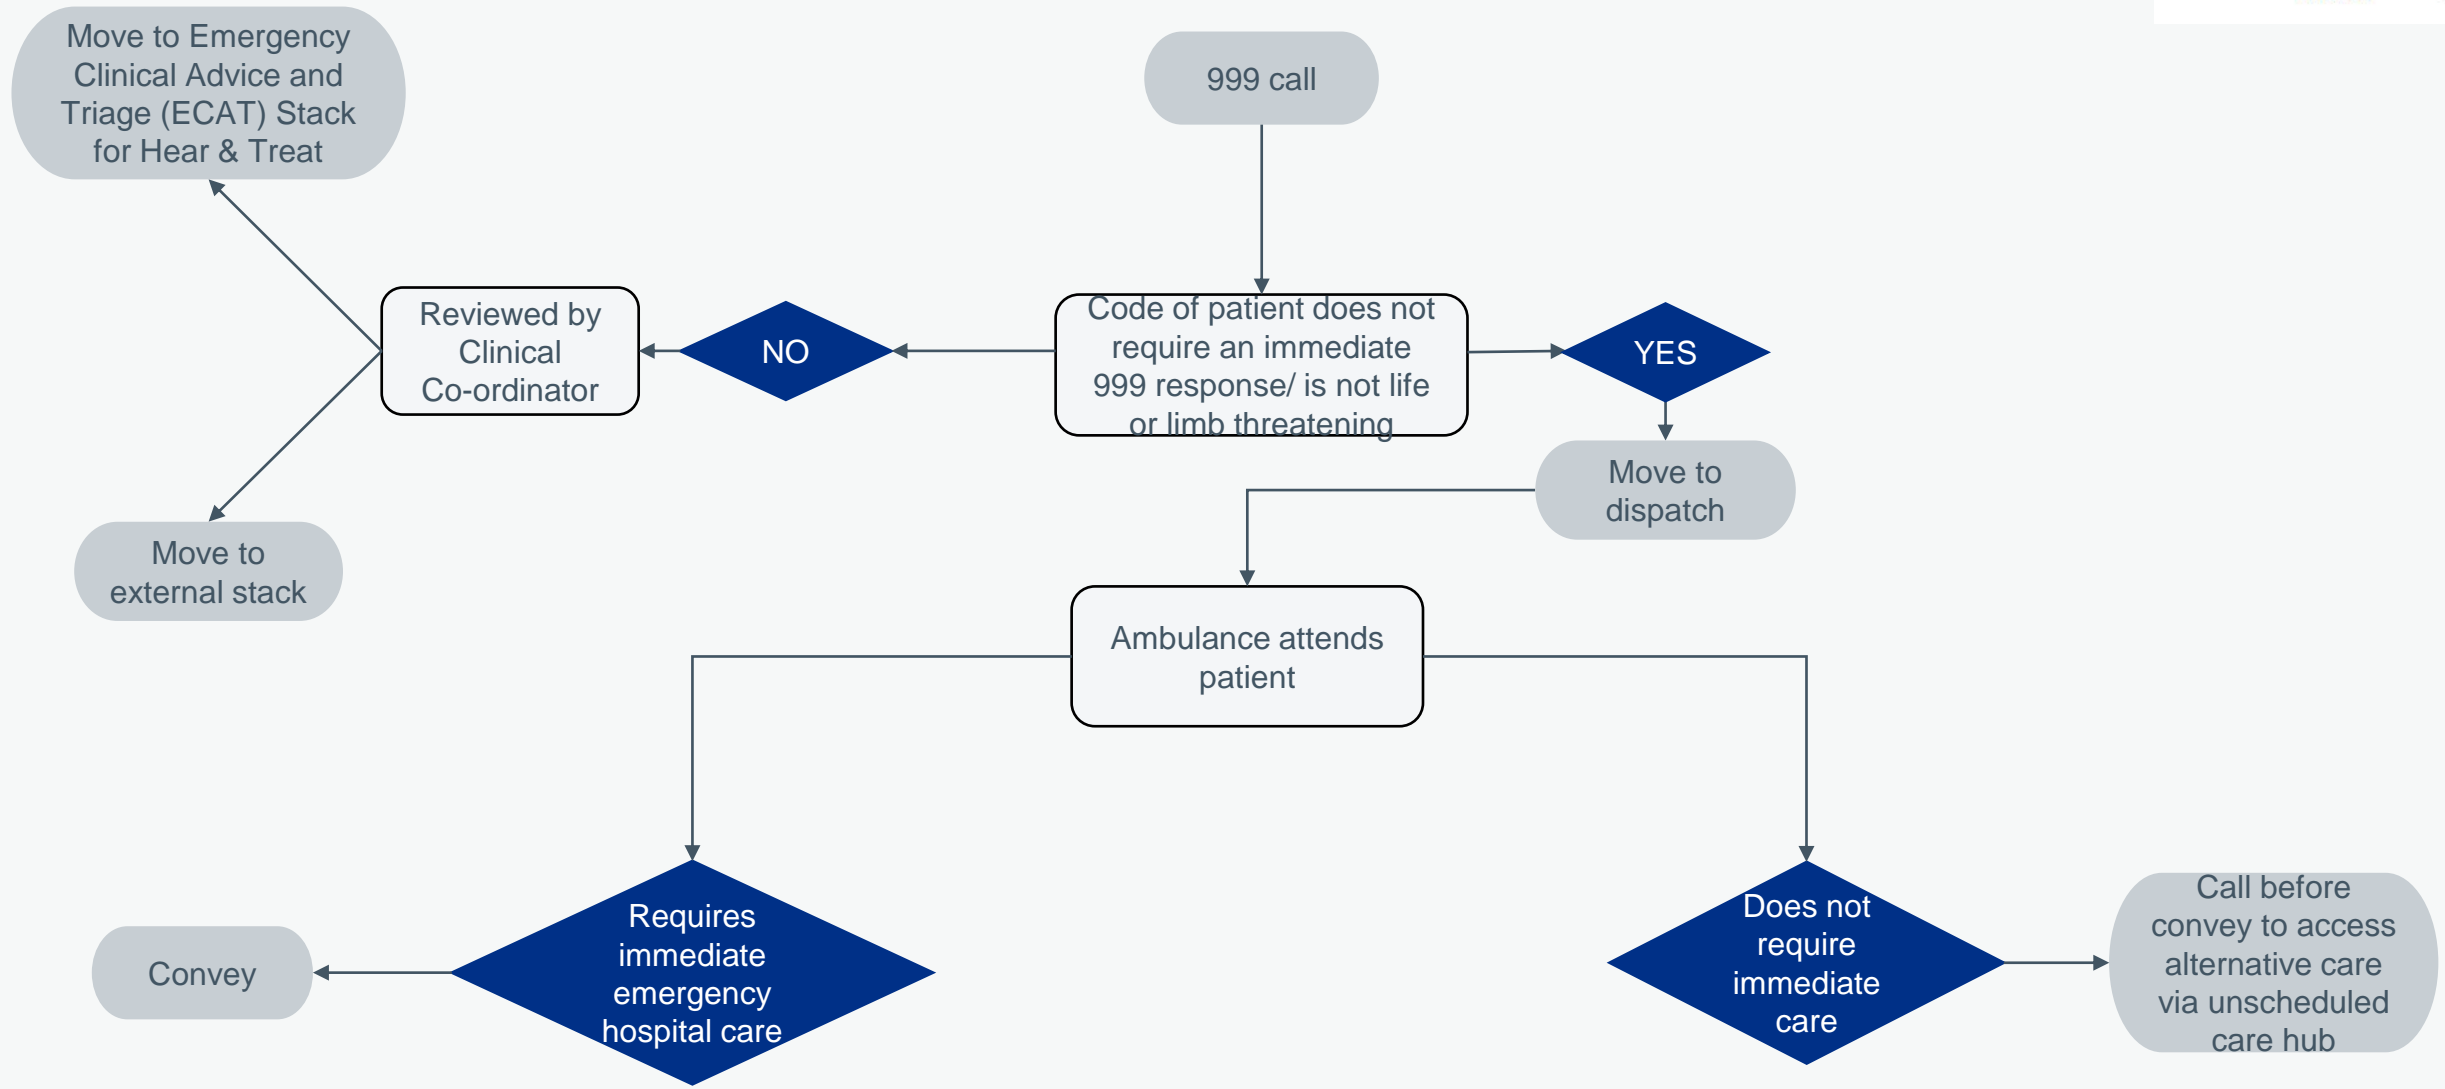 Move to Emergency
Clinical Advice and
Triage (ECAT) Stack
for Hear & Treat
999 call
Reviewed by
Clinical
Co-ordinator
NO
Code of patient does not
require an immediate
999 response/ is not life
or limb threatening
YES
Move to
dispatch
Move to
external stack
Ambulance attends
patient
Convey
Requires
immediate
emergency
hospital care
Does not
require
immediate
care
Call before
convey to access
alternative care
via unscheduled
care hub